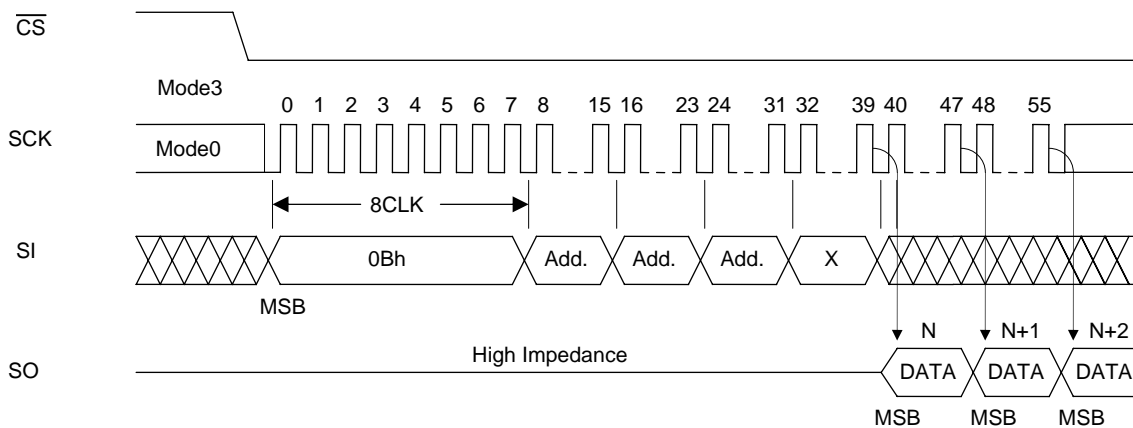 CS
Mode3
0 1 2 3 4 5 6 7 8 15 16 23 24 31 32 39 40 47 48 55
SCK
Mode0
8CLK
SI
0Bh Add. Add. Add. X
MSB
N N+1 N+2
High Impedance
SO
DATA DATA DATA
MSB MSB MSB